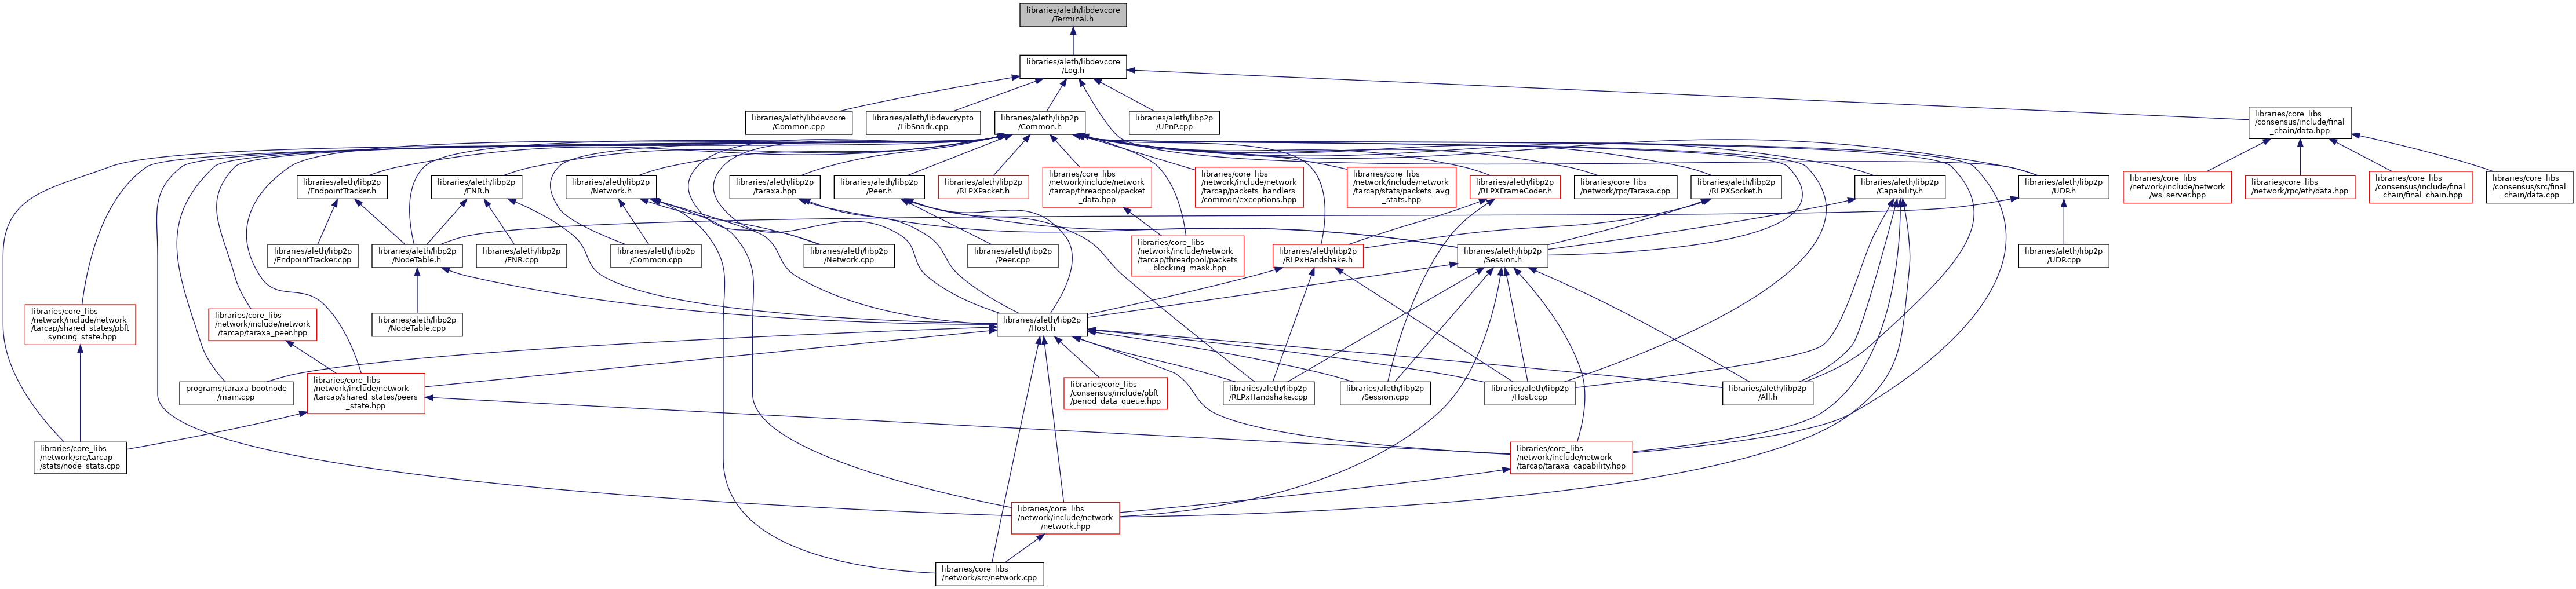 libraries/aleth/libdevcore
/Terminal.h
libraries/aleth/libdevcore
/Log.h
libraries/aleth/libdevcore
/Common.cpp
libraries/aleth/libdevcrypto
/LibSnark.cpp
libraries/aleth/libp2p
/Common.h
libraries/aleth/libp2p
/UPnP.cpp
libraries/core_libs
/consensus/include/final
_chain/data.hpp
libraries/aleth/libp2p
/EndpointTracker.h
libraries/aleth/libp2p
/ENR.h
libraries/aleth/libp2p
/Network.h
libraries/aleth/libp2p
/taraxa.hpp
libraries/aleth/libp2p
/Peer.h
libraries/aleth/libp2p
/RLPXPacket.h
libraries/core_libs
/network/include/network
/tarcap/threadpool/packet
_data.hpp
libraries/core_libs
/network/include/network
/tarcap/packets_handlers
/common/exceptions.hpp
libraries/core_libs
/network/include/network
/tarcap/stats/packets_avg
_stats.hpp
libraries/aleth/libp2p
/RLPXFrameCoder.h
libraries/core_libs
/network/rpc/Taraxa.cpp
libraries/aleth/libp2p
/RLPXSocket.h
libraries/aleth/libp2p
/Capability.h
libraries/aleth/libp2p
/UDP.h
libraries/core_libs
/network/include/network
/ws_server.hpp
libraries/core_libs
/network/rpc/eth/data.hpp
libraries/core_libs
/consensus/include/final
_chain/final_chain.hpp
libraries/core_libs
/consensus/src/final
_chain/data.cpp
libraries/aleth/libp2p
/EndpointTracker.cpp
libraries/aleth/libp2p
/NodeTable.h
libraries/aleth/libp2p
/ENR.cpp
libraries/aleth/libp2p
/Common.cpp
libraries/aleth/libp2p
/Network.cpp
libraries/aleth/libp2p
/Peer.cpp
libraries/core_libs
/network/include/network
/tarcap/threadpool/packets
_blocking_mask.hpp
libraries/aleth/libp2p
/RLPxHandshake.h
libraries/aleth/libp2p
/Session.h
libraries/aleth/libp2p
/UDP.cpp
libraries/core_libs
/network/include/network
/tarcap/shared_states/pbft
_syncing_state.hpp
libraries/core_libs
/network/include/network
/tarcap/taraxa_peer.hpp
libraries/aleth/libp2p
/NodeTable.cpp
libraries/aleth/libp2p
/Host.h
programs/taraxa-bootnode
/main.cpp
libraries/core_libs
/network/include/network
/tarcap/shared_states/peers
_state.hpp
libraries/core_libs
/consensus/include/pbft
/period_data_queue.hpp
libraries/aleth/libp2p
/RLPxHandshake.cpp
libraries/aleth/libp2p
/Session.cpp
libraries/aleth/libp2p
/Host.cpp
libraries/aleth/libp2p
/All.h
libraries/core_libs
/network/src/tarcap
/stats/node_stats.cpp
libraries/core_libs
/network/include/network
/tarcap/taraxa_capability.hpp
libraries/core_libs
/network/include/network
/network.hpp
libraries/core_libs
/network/src/network.cpp